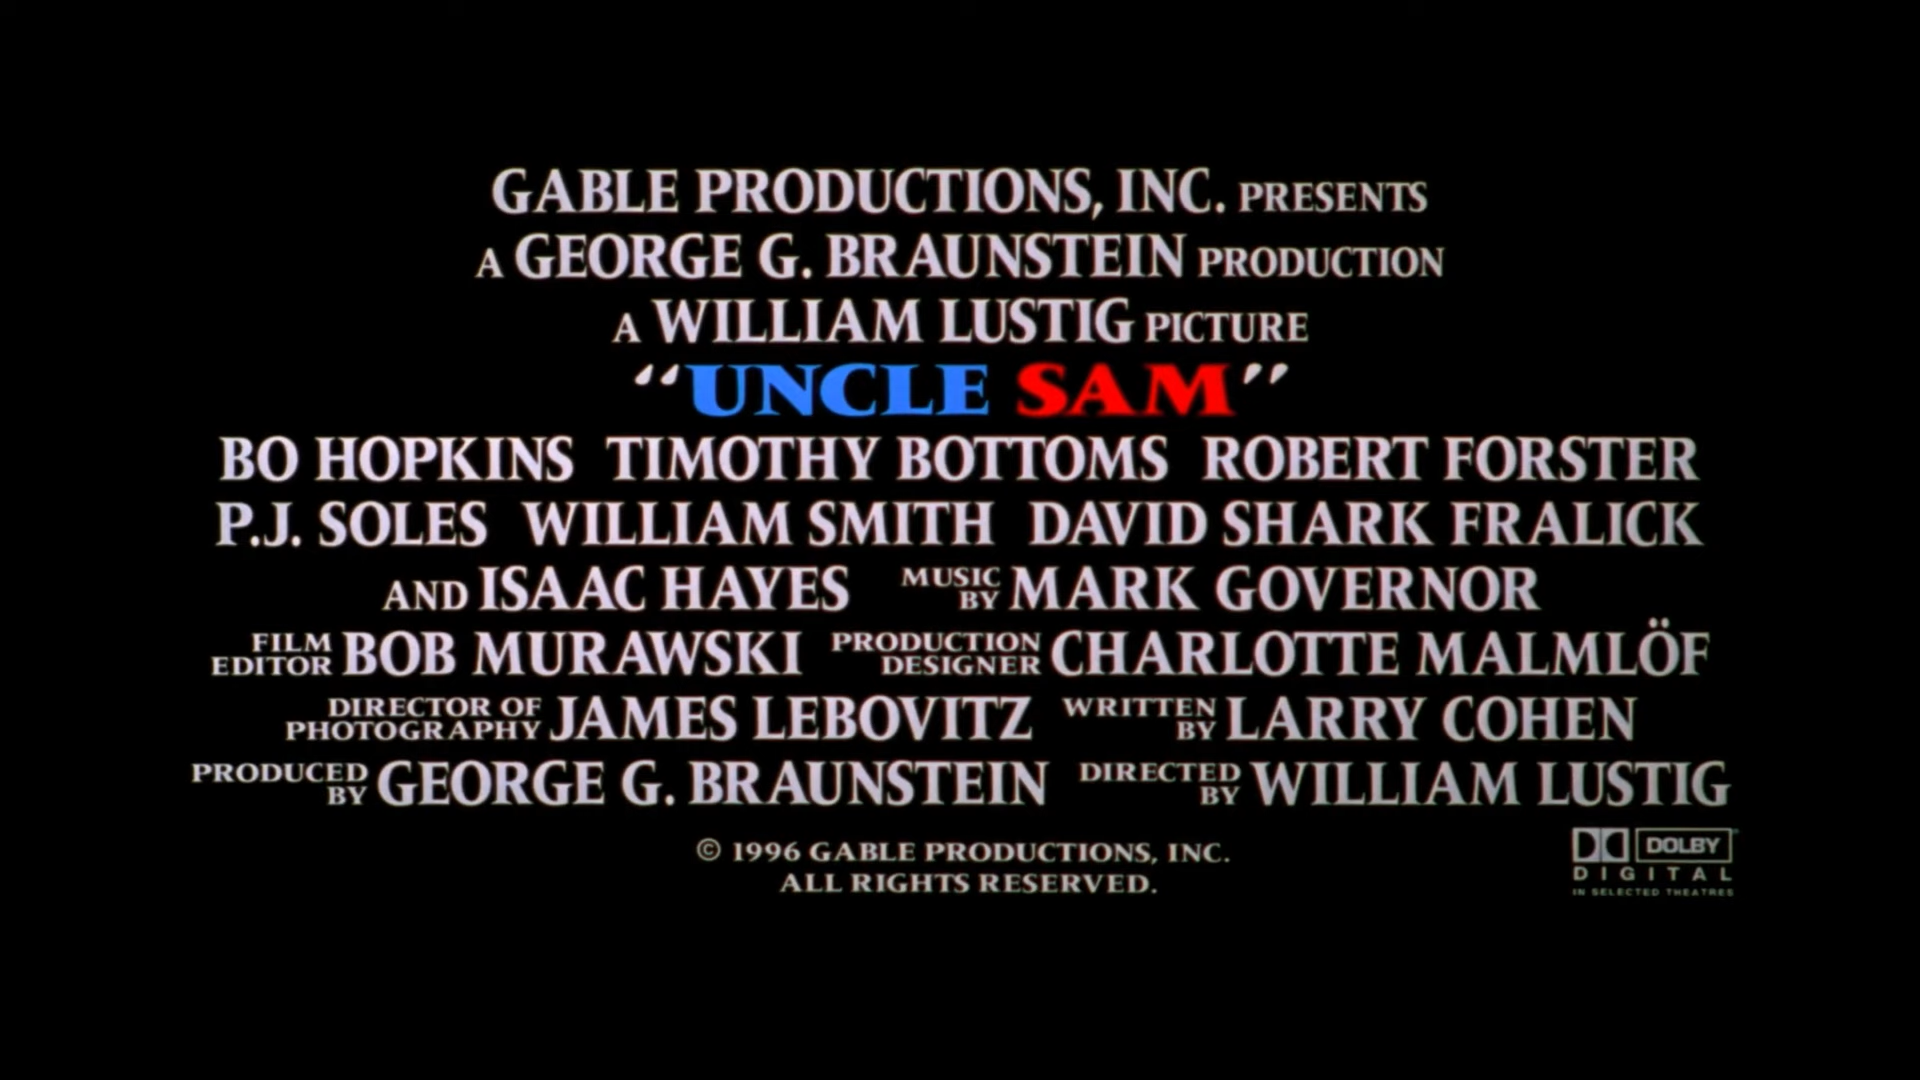 GABLE PRODUCTIONS, INC. PRESENTS
A GEORGE G. BRAUNSTEIN PRODUCTION
A WILLIAM LUSTIG PICTURE
“UNCLE SAM”
BO HOPKINS TIMOTHY BOTTOMS ROBERT FORSTER
P.J. SOLES WILLIAM SMITH DAVID SHARK FRALICK
AND ISAAC HAYES MUSIC BY MARK GOVERNOR
FILM EDITOR BOB MURAWSKI PRODUCTION DESIGNER CHARLOTTE MALMLÖF
DIRECTOR OF PHOTOGRAPHY JAMES LEBOVITZ WRITTEN BY LARRY COHEN
PRODUCED BY GEORGE G. BRAUNSTEIN DIRECTED BY WILLIAM LUSTIG
© 1996 GABLE PRODUCTIONS, INC.
ALL RIGHTS RESERVED.
DOLBY
DIGITAL
IN SELECTED THEATRES